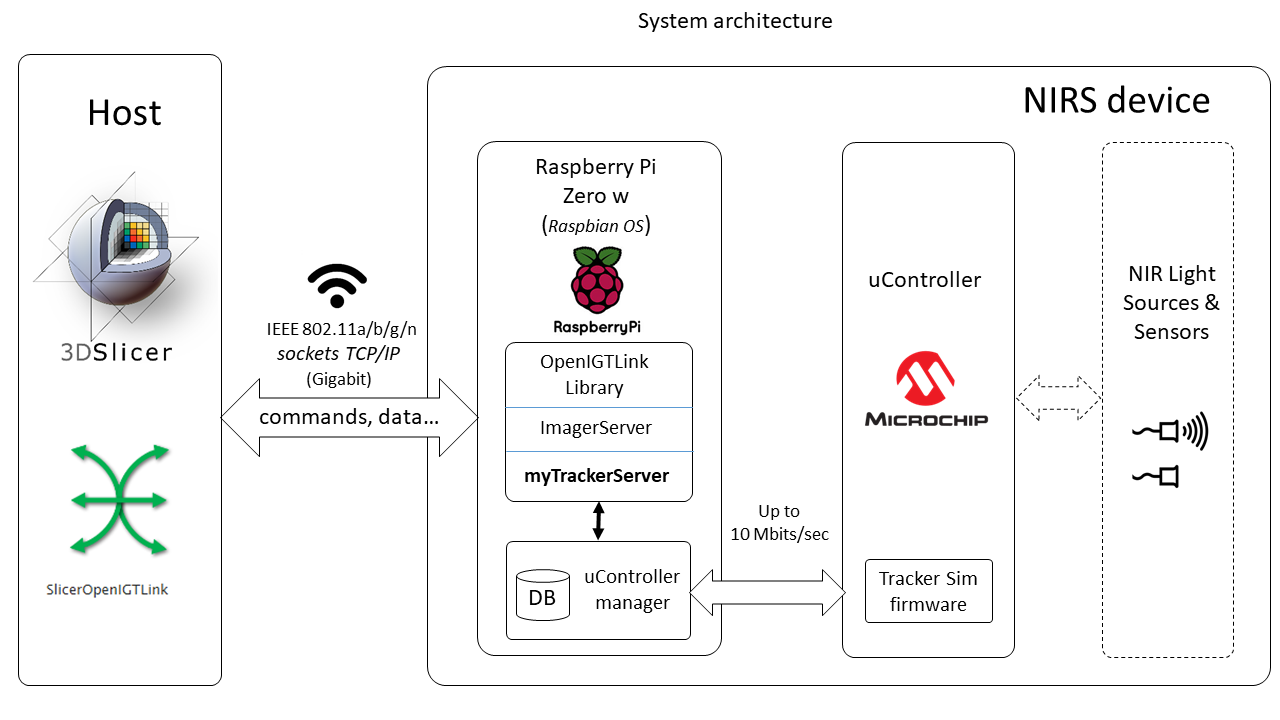 System architecture
Host
3DSlicer
SlicerOpenIGTLink
IEEE 802.11a/b/g/n
sockets TCP/IP
(Gigabit)
commands, data…
NIRS device
Raspberry Pi
Zero w
(Raspbian OS)
RaspberryPi
OpenIGTLink
Library
ImagerServer
myTrackerServer
DB
uController
manager
Up to
10 Mbits/sec
uController
MICROCHIP
Tracker Sim
firmware
NIR Light
Sources &
Sensors